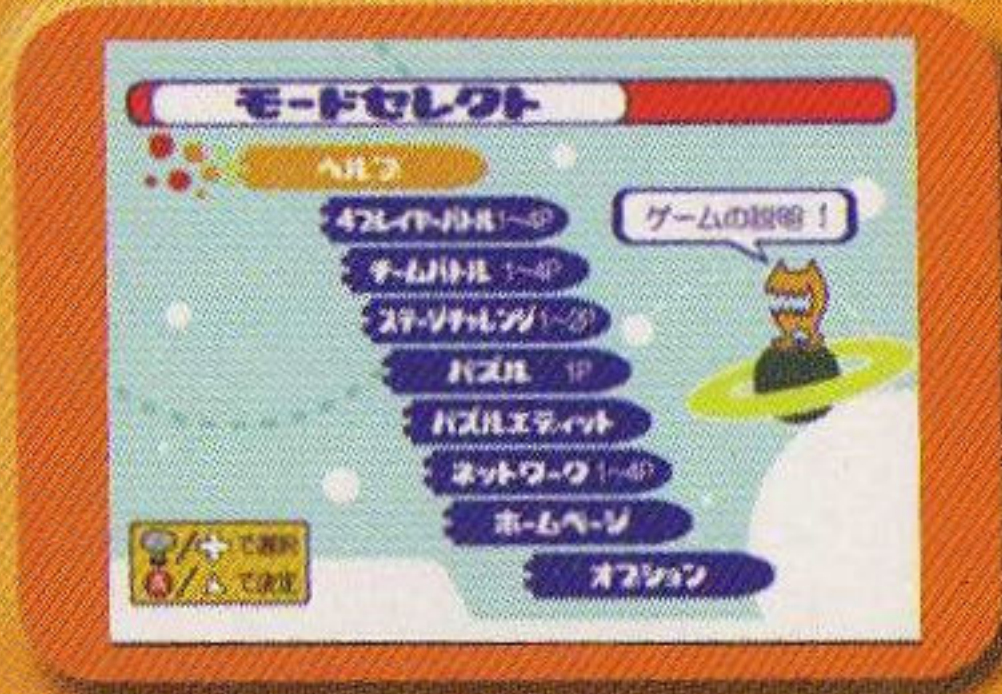 モードセレクト
ヘルプ
4プレイヤーバトル 1〜4P
チームバトル 1〜4P
ステージチャレンジ 1〜2P
パズル 1P
パズルエディット
ネットワーク 1〜4P
ホームページ
オプション
ゲームの説明！
/ で選択
A / で決定